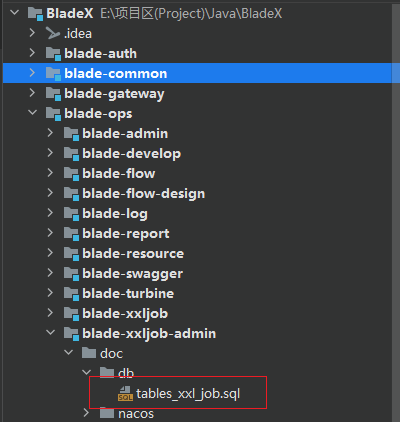 BladeX E:\项目区(Project)\Java\BladeX
.idea
blade-auth
blade-common
blade-gateway
blade-ops
blade-admin
blade-develop
blade-flow
blade-flow-design
blade-log
blade-report
blade-resource
blade-swagger
blade-turbine
blade-xxljob
blade-xxljob-admin
doc
db
SQL tables_xxl_job.sql
nacos